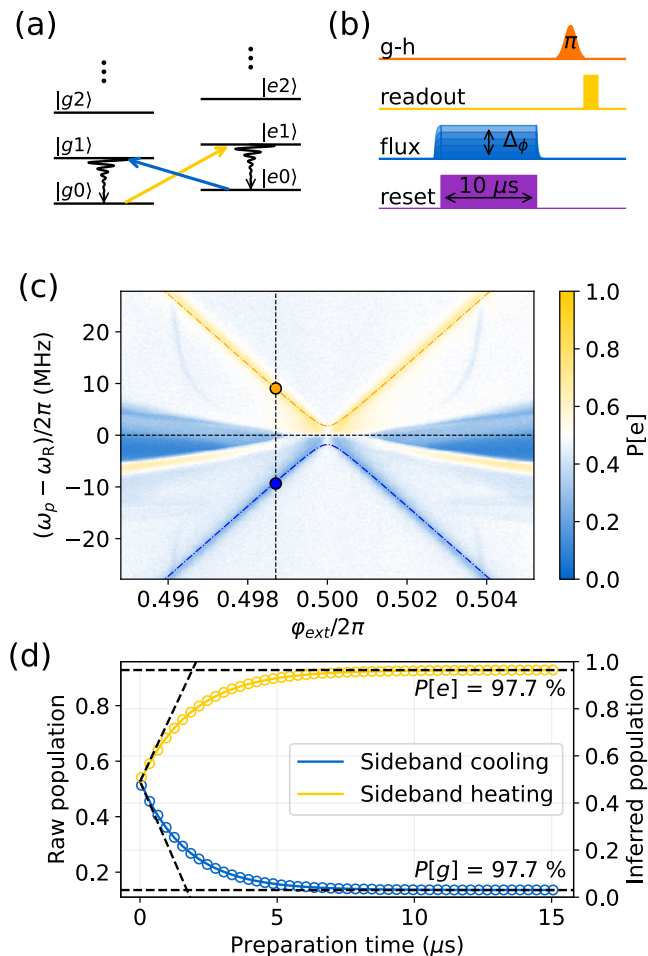 (a)
|g2⟩
|g1⟩
|g0⟩
|e2⟩
|e1⟩
|e0⟩
(b)
g-h
π
readout
flux
Δϕ
reset
10 μs
(c)
(ωp − ωR)/2π (MHz)
20
10
0
−10
−20
0.496
0.498
0.500
0.502
0.504
φext/2π
1.0
0.8
0.6
0.4
0.2
0.0
P[e]
(d)
Raw population
0.8
0.6
0.4
0.2
P[e] = 97.7 %
Sideband cooling
Sideband heating
P[g] = 97.7 %
1.0
0.8
0.6
0.4
0.2
0.0
Inferred population
0
5
10
15
Preparation time (μs)